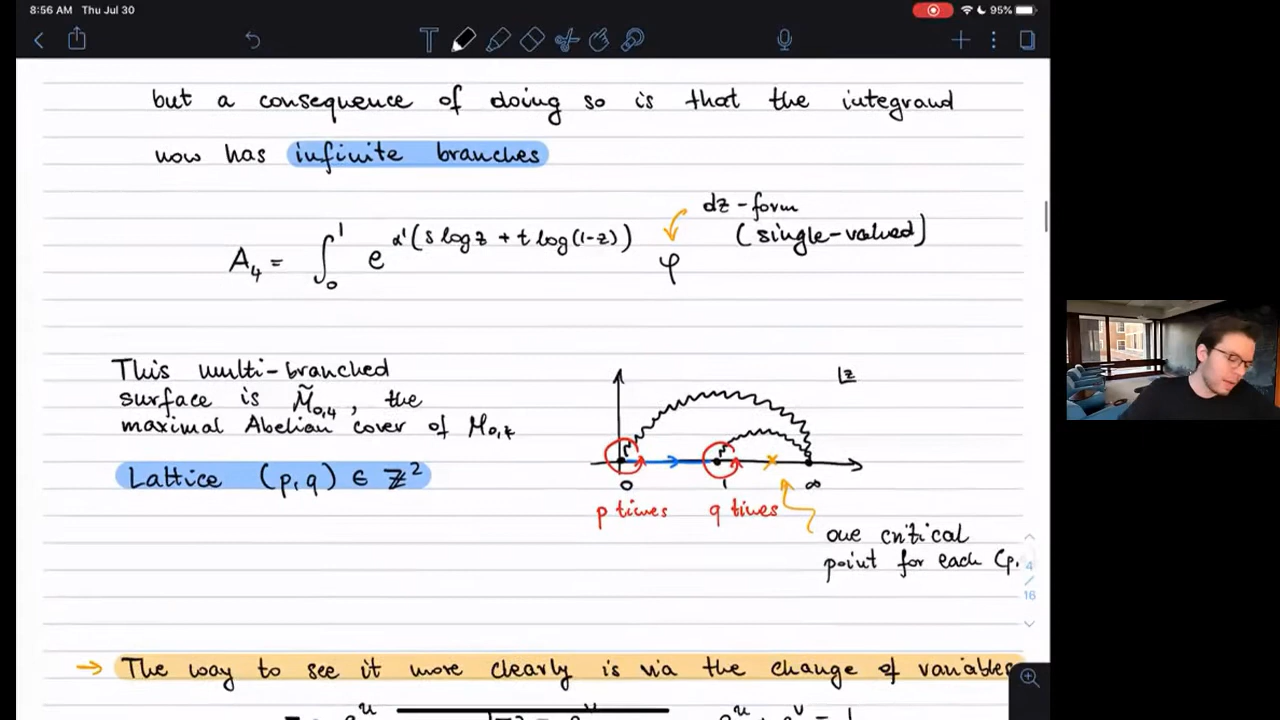 8:56 AM Thu Jul 30
95%
but a consequence of doing so is that the integrand
now has infinite branches
A₄ = ∫₀¹ e^{α'(s log z + t log(1-z))} φ
dz-form
(single-valued)
This multi-branched
surface is M̃₀,₄, the
maximal Abelian cover of M₀,₄
Lattice (p,q) ∈ ℤ²
z
0 1 ∞
p times q times
one critical
point for each (p,
4
/
16
→ The way to see it more clearly is via the change of variables